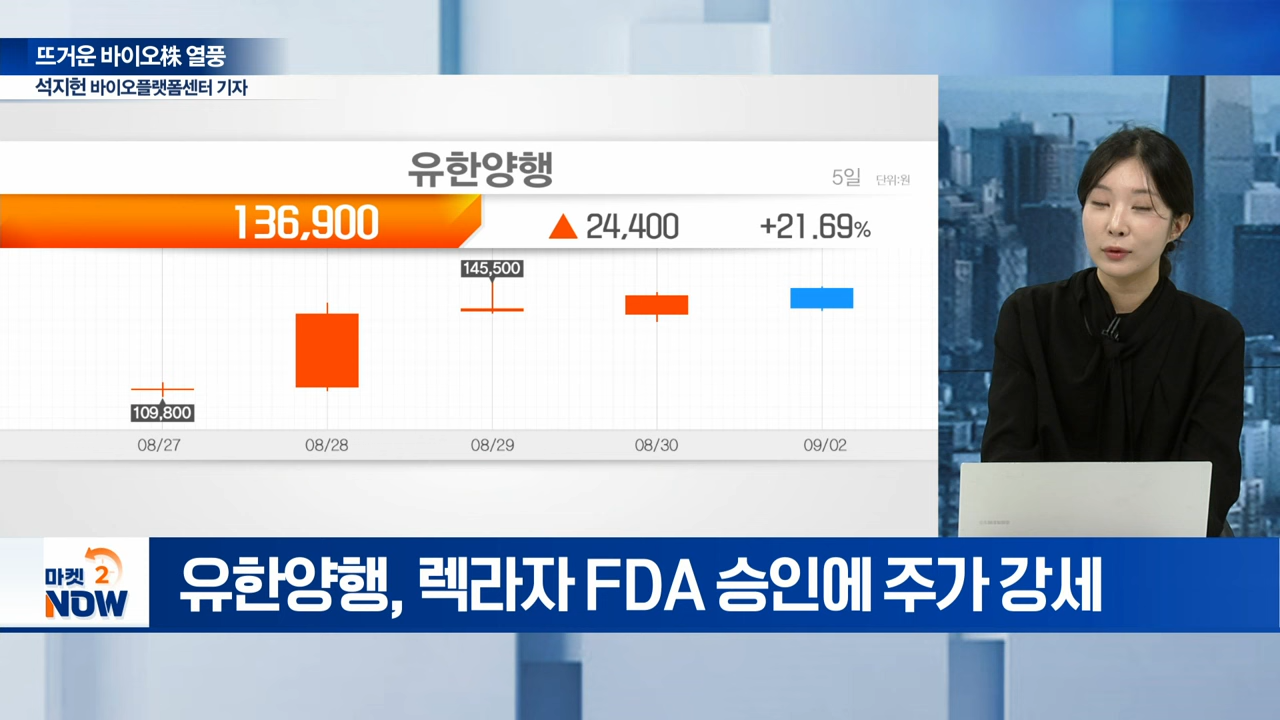 뜨거운 바이오株 열풍
석지헌 바이오플랫폼센터 기자
유한양행
5일 단위:원
136,900 ▲ 24,400 +21.69%
145,500
109,800
08/27 08/28 08/29 08/30 09/02
SAMSUNG
마켓 2
NOW
유한양행, 렉라자 FDA 승인에 주가 강세